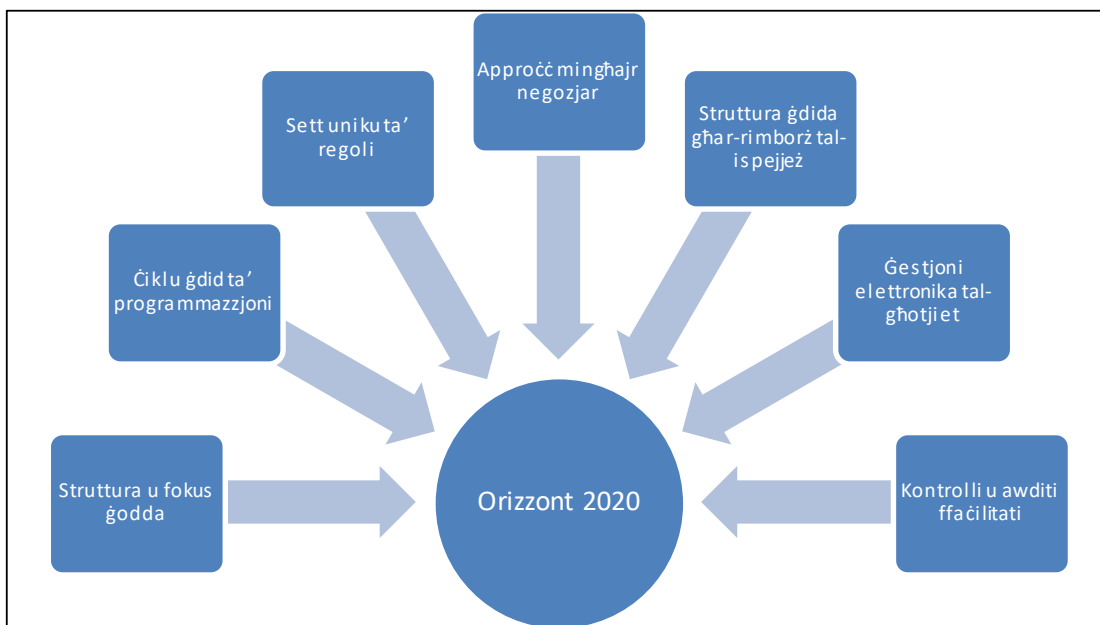 Approċċ mingħajr
negozjar
Sett uniku ta’
regoli
Struttura ġdida
għar-rimborż tal-
ispejjeż
Ċiklu ġdid ta’
programmazzjoni
Ġestjoni
elettronika tal-
għotjiet
Struttura u fokus
ġodda
Orizzont 2020
Kontrolli u awditi
ffaċilitati